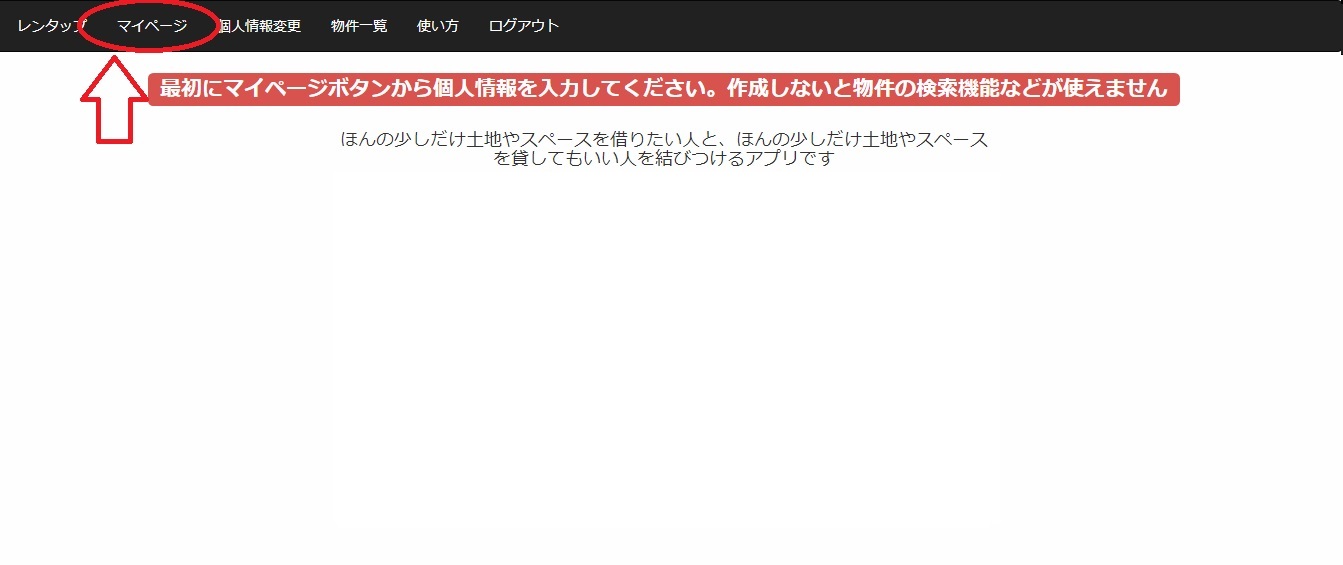 レンタップ マイページ 個人情報変更 物件一覧 使い方 ログアウト
最初にマイページボタンから個人情報を入力してください。作成しないと物件の検索機能などが使えません
ほんの少しだけ土地やスペースを借りたい人と、ほんの少しだけ土地やスペース
を貸してもいい人を結びつけるアプリです